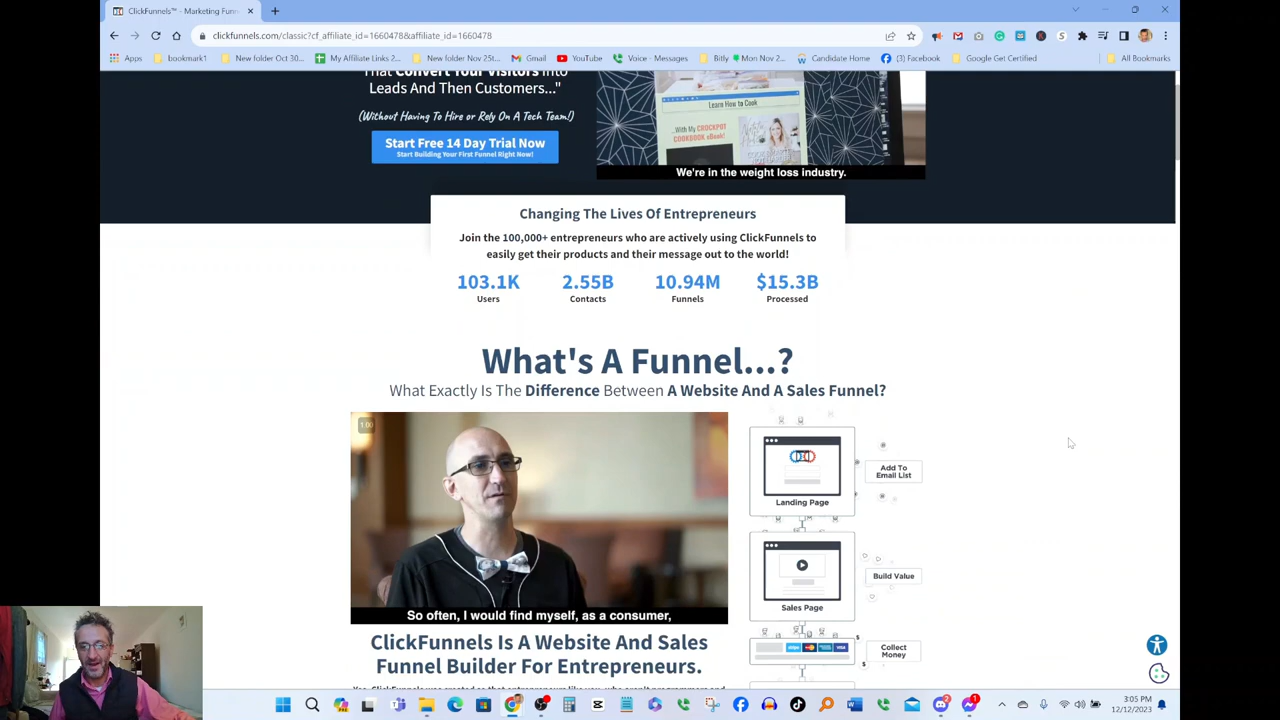 ClickFunnels™ - Marketing Funn
clickfunnels.com/classic?cf_affiliate_id=1660478&affiliate_id=1660478
Apps
bookmark1
New folder Oct 30...
My Affiliate Links 2...
New folder Nov 25t...
Gmail
YouTube
Voice - Messages
Bitly
Mon Nov 2...
Candidate Home
(3) Facebook
Google Get Certified
All Bookmarks
That Convert Your Visitors Into
Leads And Then Customers..."
(Without Having To Hire or Rely On A Tech Team!)
Start Free 14 Day Trial Now
Start Building Your First Funnel Right Now!
Learn How to Cook
..With My CROCKPOT
COOKBOOK eBook!
We're in the weight loss industry.
Changing The Lives Of Entrepreneurs
Join the 100,000+ entrepreneurs who are actively using ClickFunnels to
easily get their products and their message out to the world!
103.1K 2.55B 10.94M $15.3B
Users Contacts Funnels Processed
What's A Funnel...?
What Exactly Is The Difference Between A Website And A Sales Funnel?
1.00
So often, I would find myself, as a consumer,
Landing Page
Add To
Email List
Sales Page
Build Value
stripe
VISA
Collect
Money
ClickFunnels Is A Website And Sales
Funnel Builder For Entrepreneurs.
3:05 PM
12/12/2023